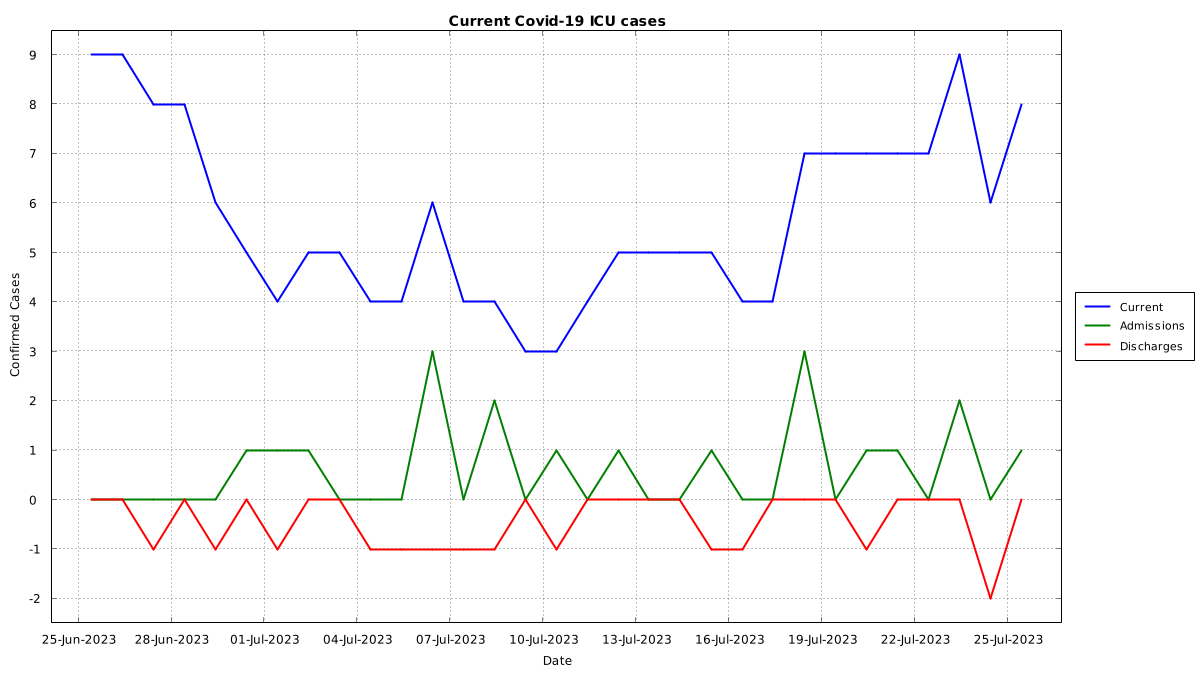 Current Covid-19 ICU cases
9
8
7
6
5
4
3
2
1
0
-1
-2
Confirmed Cases
25-Jun-2023 28-Jun-2023 01-Jul-2023 04-Jul-2023 07-Jul-2023 10-Jul-2023 13-Jul-2023 16-Jul-2023 19-Jul-2023 22-Jul-2023 25-Jul-2023
Date
Current
Admissions
Discharges